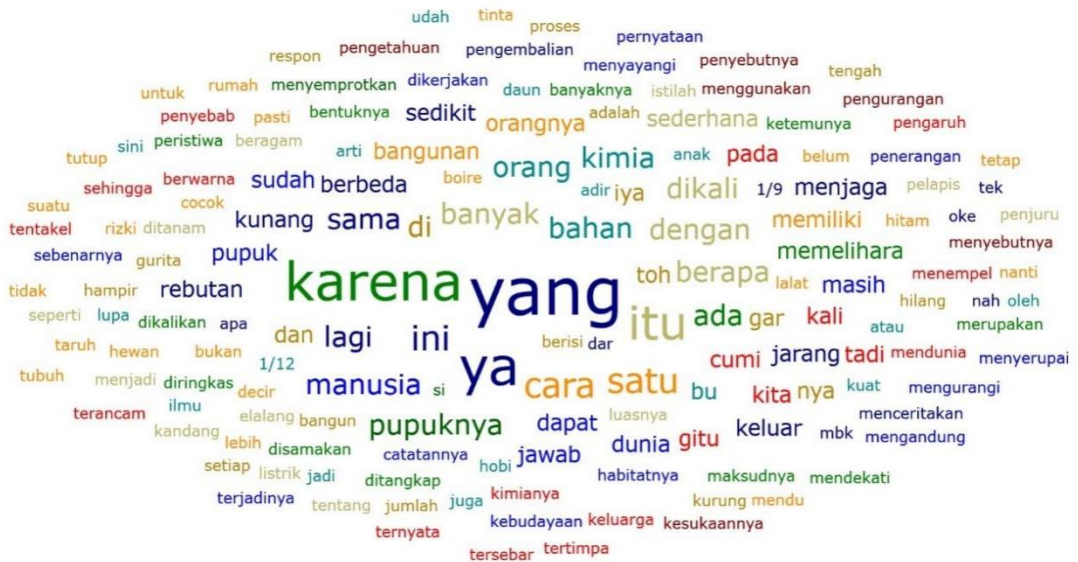 udah tinta proses
respon pengetahuan pengembalian pernyataan
untuk rumah menyemprotkan dikerjakan menyayangi penyebutnya tengah
daun banyaknya istilah menggunakan pengurangan
penyebab pasti bentuknya sedikit orangnya adalah sederhana ketemunya pengaruh
tutup sini peristiwa beragam arti bangunan orang kimia anak pada belum penerangan tetap
sehingga berwarna sudah berbeda boire adir iya dikali 1/9 menjaga pelapis tek
suatu cocok
tentakel rizki ditanam kunang sama di banyak bahan dengan memiliki hitam oke penjuru
sebenarnya gurita pupuk memelihara menyebutnya
tidak hampir rebutan karena yang toh berapa lalat masih menempel nanti
seperti lupa dikalikan apa dan lagi ini itu ada gar kali hilang nah oleh
taruh hewan bukan berisi dar atau merupakan
tubuh menjadi diringkas 1/12 ya cumi jarang tadi mendunia menyerupai
decir manusia si cara satu bu kita nya kuat mengurangi
terancam ilmu elalang bangun pupuknya dapat luasnya keluar menceritakan
kandang lebih disamakan catatannya jawab dunia gitu mbk mengandung
setiap listrik jadi ditangkap hobi habitatnya maksudnya mendekati
terjadinya tentang jumlah juga kimianya kurung mendu
ternyata kebudayaan keluarga kesukaannya
tersebar tertimpa